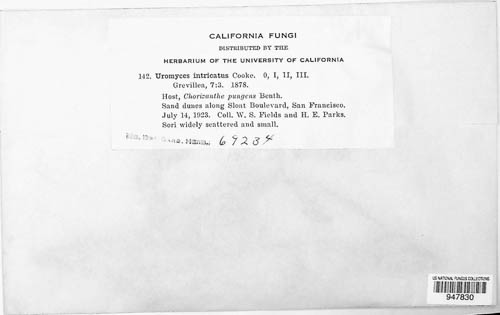 CALIFORNIA FUNGI
DISTRIBUTED BY THE
HERBARIUM OF THE UNIVERSITY OF CALIFORNIA
142. Uromyces intricatus Cooke. 0, I, II, III.
Grevillea, 7:3. 1878.
Host, Chorizanthe pungens Benth.
Sand dunes along Sloat Boulevard, San Francisco.
July 14, 1923. Coll. W. S. Fields and H. E. Parks.
Sori widely scattered and small.
69234
US NATIONAL FUNGUS COLLECTIONS
947830